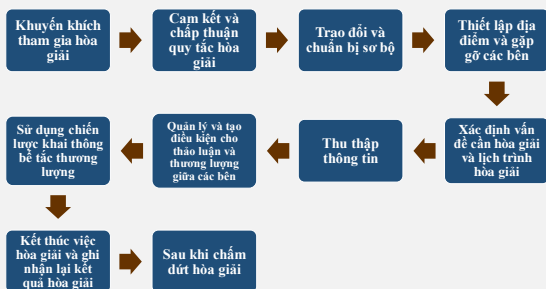 Khuyến khích
tham gia hòa
giải
Cam kết và
chấp thuận
quy tắc hòa
giải
Trao đổi và
chuẩn bị sơ bộ
Thiết lập địa
điểm và gặp
gỡ các bên
Xác định vấn
đề cần hòa giải
và lịch trình
hòa giải
Thu thập
thông tin
Quản lý và tạo
điều kiện cho
thảo luận và
thương lượng
giữa các bên
Sử dụng chiến
lược khai thông
bế tắc thương
lượng
Kết thúc việc
hòa giải và ghi
nhận lại kết
quả hòa giải
Sau khi chấm
dứt hòa giải